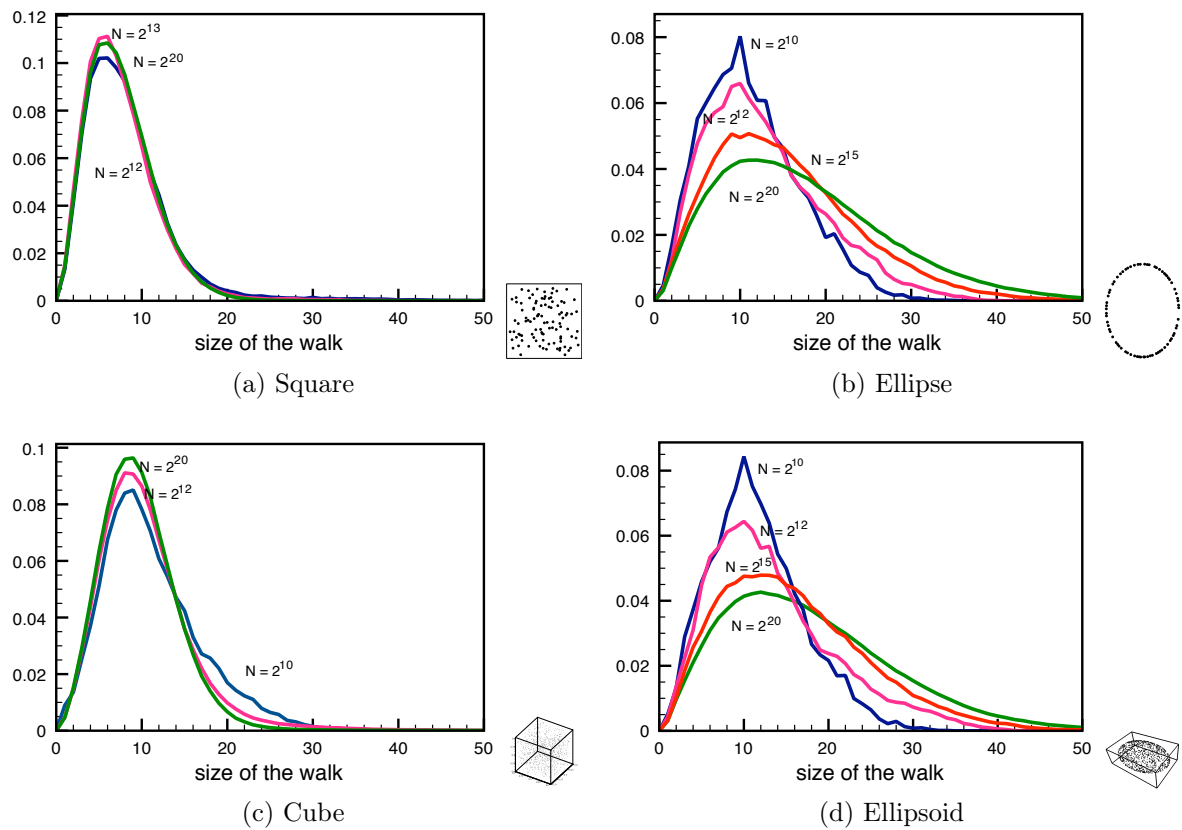 0.12
0.1
0.08
0.06
0.04
0.02
0
N = 2^13
N = 2^20
N = 2^12
0 10 20 30 40 50
size of the walk
(a) Square
0.08
0.06
0.04
0.02
0
N = 2^10
N = 2^12
N = 2^15
N = 2^20
0 10 20 30 40 50
size of the walk
(b) Ellipse
0.1
0.08
0.06
0.04
0.02
0
N = 2^20
N = 2^12
N = 2^10
0 10 20 30 40 50
size of the walk
(c) Cube
0.08
0.06
0.04
0.02
0
N = 2^10
N = 2^12
N = 2^15
N = 2^20
0 10 20 30 40 50
size of the walk
(d) Ellipsoid